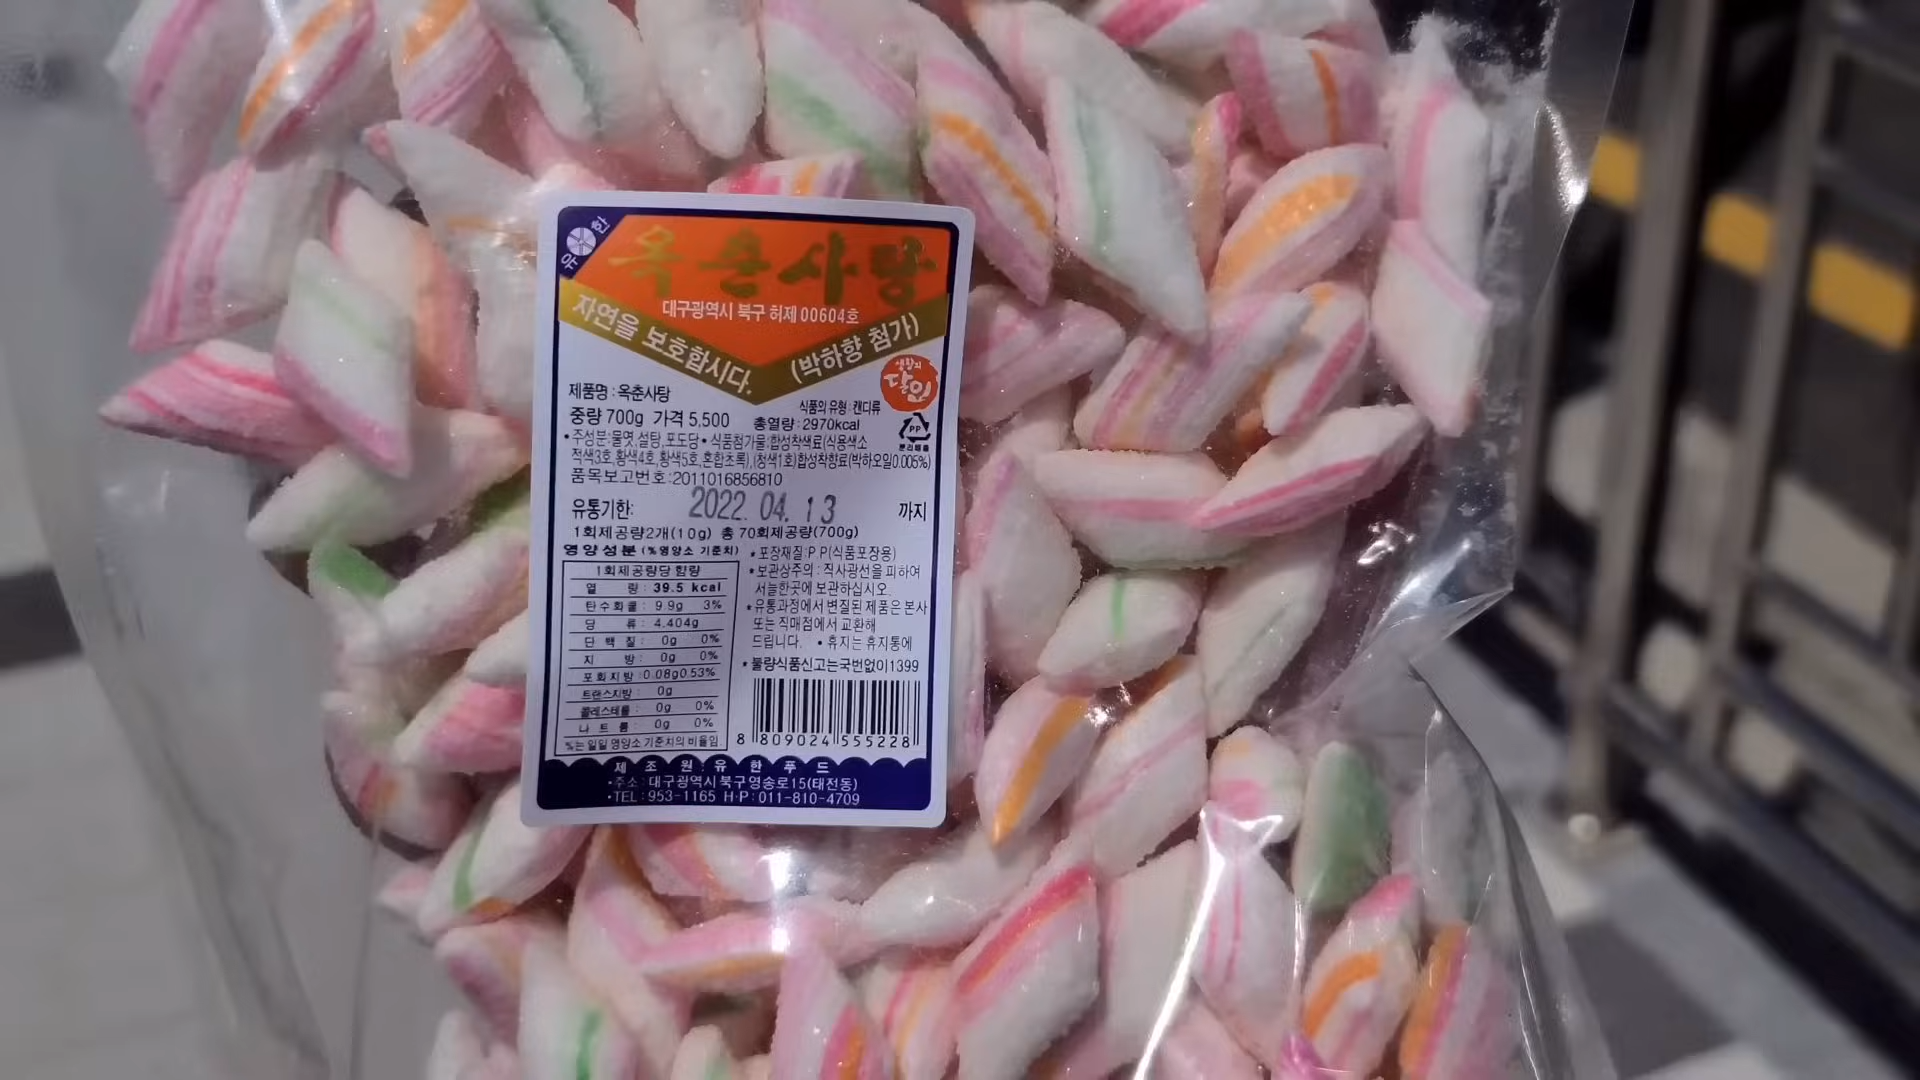 유한
옥춘사탕
대구광역시 북구 허제 00604호
자연을 보호합시다.
(박하향 첨가)
생활의
달인
제품명 : 옥춘사탕
식품의 유형 : 캔디류
중량 700g 가격 5,500 총열량 : 2970kcal
PP
분리배출
•주성분:물엿,설탕,포도당• 식품첨가물:합성착색료(식용색소
적색3호,황색4호,황색5호,혼합초록),(청색1호)합성착향료(박하오일0.005%)
품목보고번호:2011016856810
유통기한: 2022. 04. 13 까지
1회제공량2개(10g) 총 70회제공량(700g)
영양성분 (%영양소 기준치)
1회제공량당 함량
열 량: 39.5 kcal
탄수화물: 9.9g 3%
당 류: 4.404g
단 백 질: 0g 0%
지 방: 0g 0%
포화지방:0.08g0.53%
트랜스지방: 0g
콜레스테롤: 0g 0%
나 트 륨: 0g 0%
%는 일일 영양소 기준치의 비율임
* 포장재질:PP(식품포장용)
* 보관상주의 : 직사광선을 피하여
서늘한곳에 보관하십시오.
* 유통과정에서 변질된 제품은 본사
또는 직매점에서 교환해
드립니다. • 휴지는 휴지통에
* 불량식품신고는국번없이1399
8 809024 555228
제 조 원 : 유 한 푸 드
•주소 : 대구광역시 북구영송로15(태전동)
•TEL : 953-1165 H·P : 011-810-4709